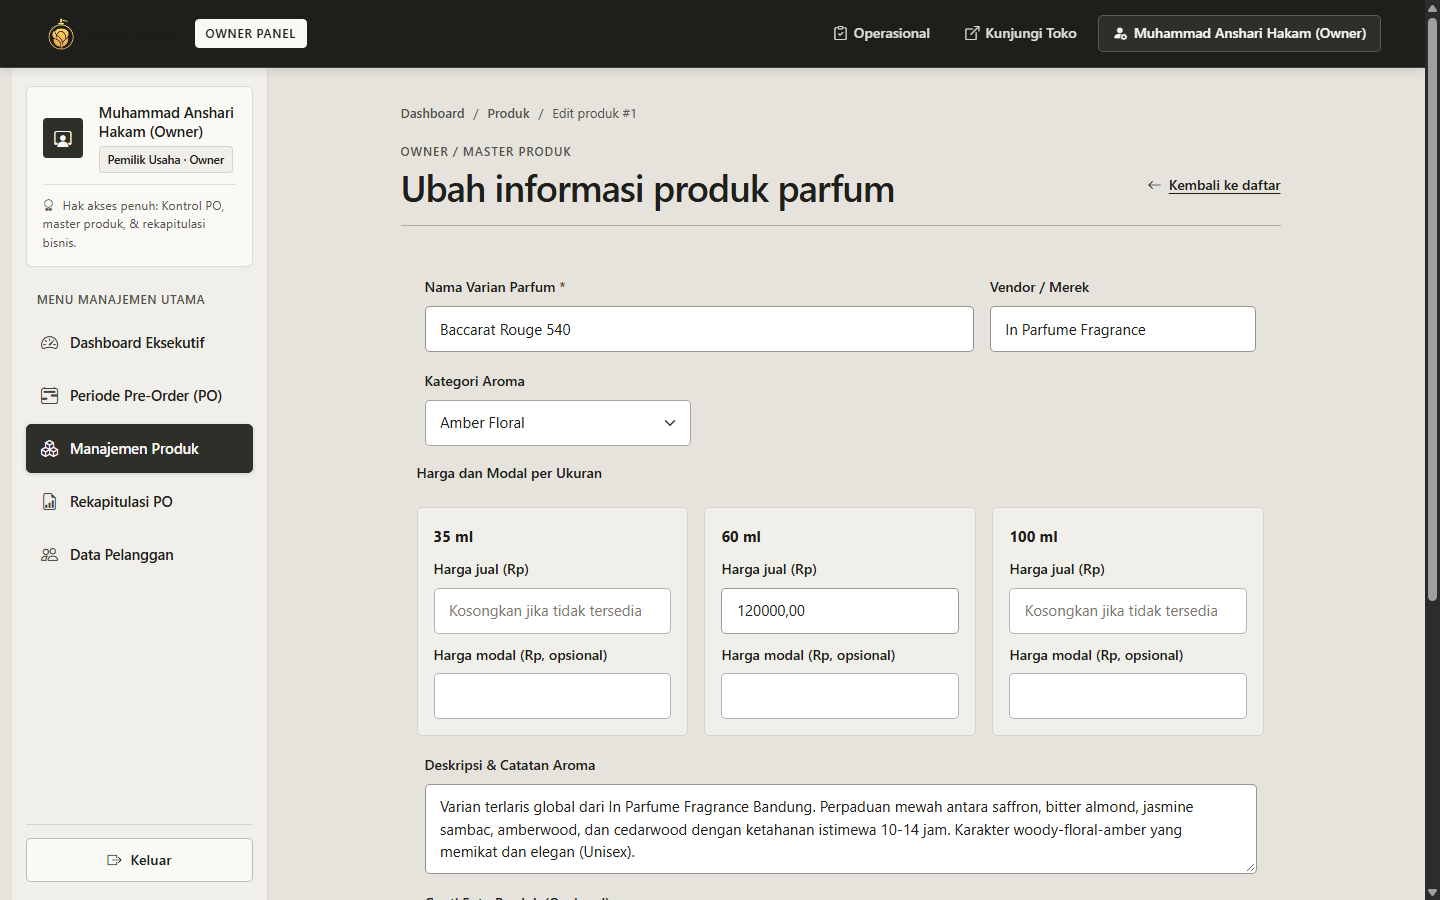 OWNER PANEL
Operasional
Kunjungi Toko
Muhammad Anshari Hakam (Owner)
Muhammad Anshari
Hakam (Owner)
Pemilik Usaha · Owner
Hak akses penuh: Kontrol PO,
master produk, & rekapitulasi
bisnis.
MENU MANAJEMEN UTAMA
Dashboard Eksekutif
Periode Pre-Order (PO)
Manajemen Produk
Rekapitulasi PO
Data Pelanggan
Keluar
Dashboard / Produk / Edit produk #1
OWNER / MASTER PRODUK
Ubah informasi produk parfum
← Kembali ke daftar
Nama Varian Parfum *
Baccarat Rouge 540
Vendor / Merek
In Parfume Fragrance
Kategori Aroma
Amber Floral
Harga dan Modal per Ukuran
35 ml
Harga jual (Rp)
Kosongkan jika tidak tersedia
Harga modal (Rp, opsional)
60 ml
Harga jual (Rp)
120000,00
Harga modal (Rp, opsional)
100 ml
Harga jual (Rp)
Kosongkan jika tidak tersedia
Harga modal (Rp, opsional)
Deskripsi & Catatan Aroma
Varian terlaris global dari In Parfume Fragrance Bandung. Perpaduan mewah antara saffron, bitter almond, jasmine
sambac, amberwood, dan cedarwood dengan ketahanan istimewa 10-14 jam. Karakter woody-floral-amber yang
memikat dan elegan (Unisex).